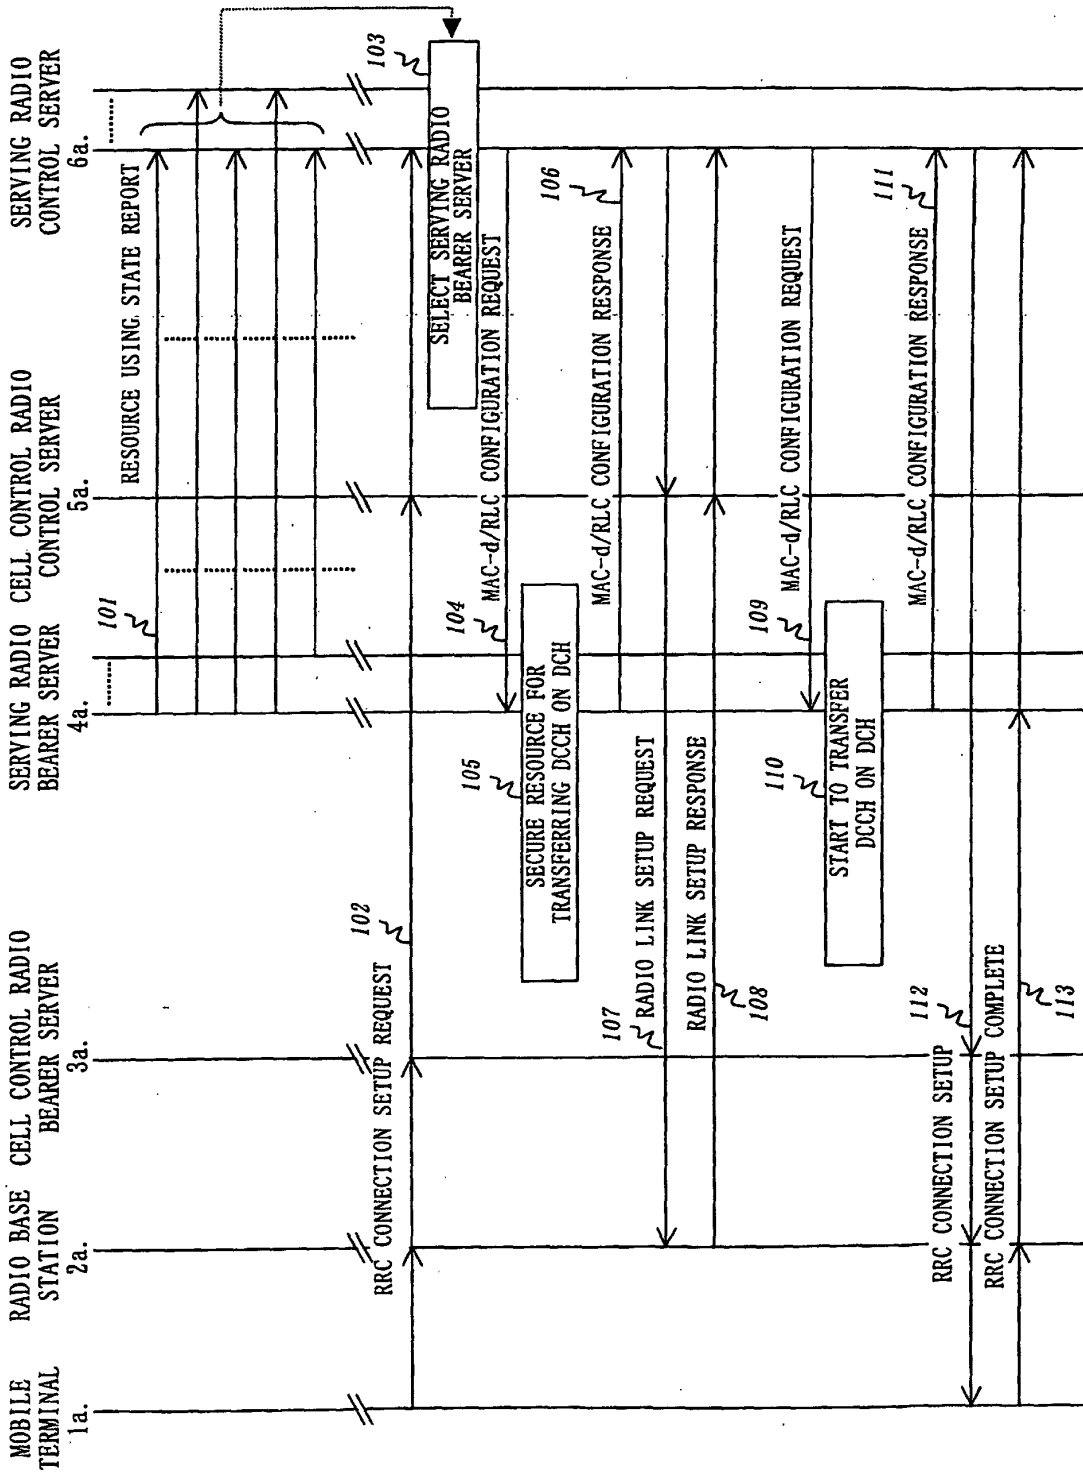 MOBILE
TERMINAL
1a.
RADIO BASE
STATION
2a.
CELL CONTROL RADIO
BEARER SERVER
3a.
SERVING RADIO
BEARER SERVER
4a.
CELL CONTROL RADIO
CONTROL SERVER
5a.
SERVING RADIO
CONTROL SERVER
6a.
101
RESOURCE USING STATE REPORT
RRC CONNECTION SETUP REQUEST
102
103
SELECT SERVING RADIO
BEARER SERVER
104
MAC-d/RLC CONFIGURATION REQUEST
105
SECURE RESOURCE FOR
TRANSFERRING DCCH ON DCH
MAC-d/RLC CONFIGURATION RESPONSE
106
107
RADIO LINK SETUP REQUEST
RADIO LINK SETUP RESPONSE
108
109
MAC-d/RLC CONFIGURATION REQUEST
110
START TO TRANSFER
DCCH ON DCH
MAC-d/RLC CONFIGURATION RESPONSE
111
RRC CONNECTION SETUP
112
RRC CONNECTION SETUP COMPLETE
113